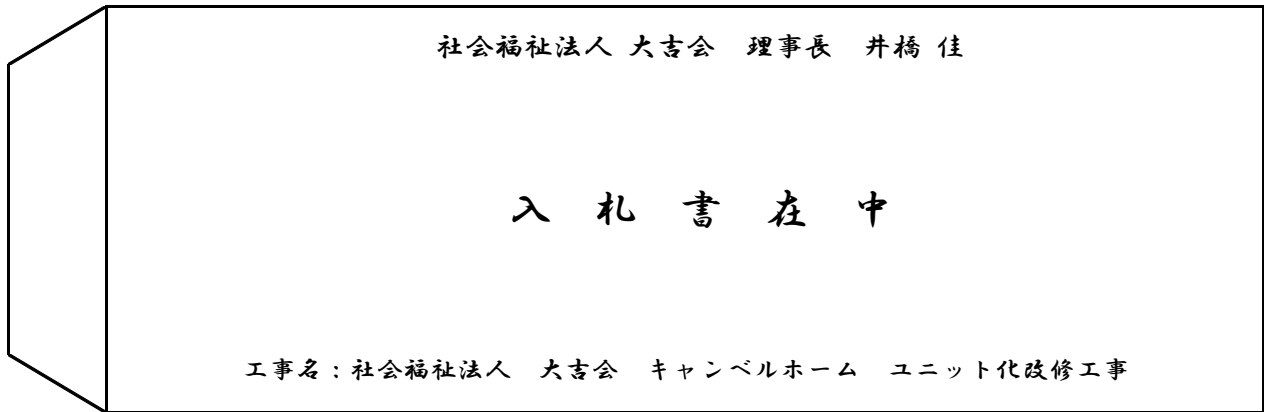 社会福祉法人 大吉会　理事長　井橋 佳
入　札　書　在　中
工事名：社会福祉法人　大吉会　キャンベルホーム　ユニット化改修工事